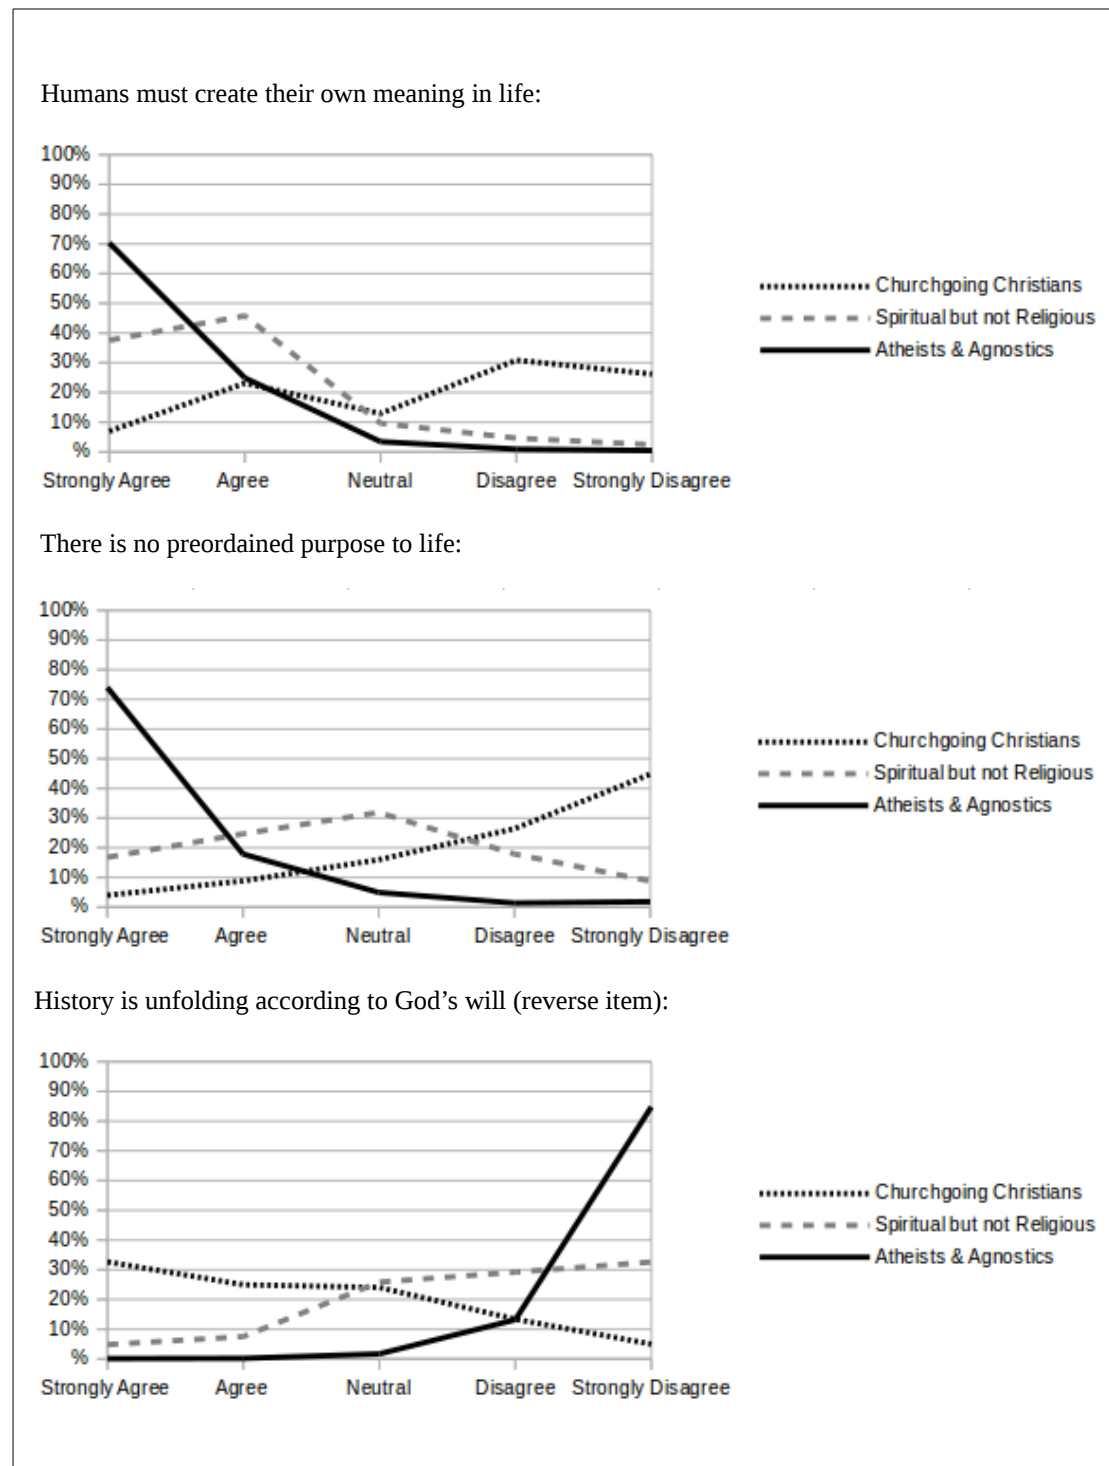 Humans must create their own meaning in life:
100%
90%
80%
70%
60%
50%
40%
30%
20%
10%
%
Strongly Agree Agree Neutral Disagree Strongly Disagree
Churchgoing Christians
Spiritual but not Religious
Atheists & Agnostics
There is no preordained purpose to life:
100%
90%
80%
70%
60%
50%
40%
30%
20%
10%
%
Strongly Agree Agree Neutral Disagree Strongly Disagree
Churchgoing Christians
Spiritual but not Religious
Atheists & Agnostics
History is unfolding according to God’s will (reverse item):
100%
90%
80%
70%
60%
50%
40%
30%
20%
10%
%
Strongly Agree Agree Neutral Disagree Strongly Disagree
Churchgoing Christians
Spiritual but not Religious
Atheists & Agnostics